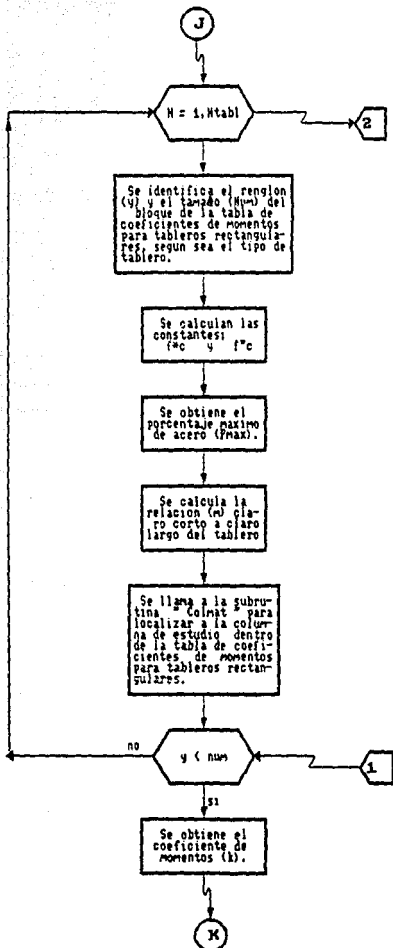 J
N = 1,Ntabl
2
Se identifica el renglon
(y) y el tamaño (Num) del
bloque de la tabla de
coeficientes de momentos
para tableros rectangula-
res, segun sea el tipo de
tablero.
Se calculan las
constantes:
f*c y f"c
Se obtiene el
porcentaje maximo
de acero (Pmax).
Se calcula la
relacion (m) cla-
ro corto a claro
largo del tablero
Se llama a la subru-
tina " Colmat " para
localizar a la colum-
na de estudio dentro
de la tabla de coefi-
cientes de momentos
para tableros rectan-
gulares.
no
y < num
1
si
Se obtiene el
coeficiente de
momentos (k).
K